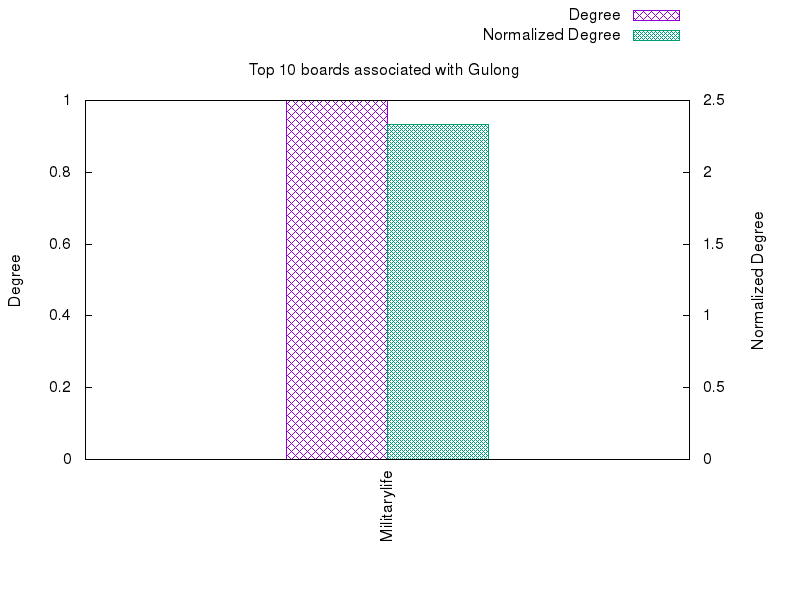 Degree
Normalized Degree
Top 10 boards associated with Gulong
1
0.8
0.6
0.4
0.2
0
2.5
2
1.5
1
0.5
0
Degree
Normalized Degree
Militarylife